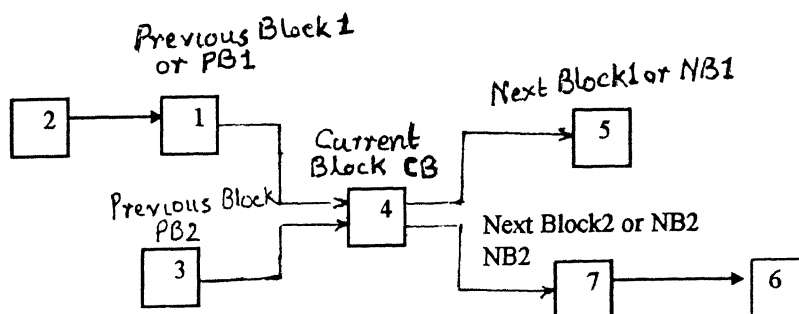 Previous Block 1
or PB1
Next Block1 or NB1
2
1
5
Current
Block CB
Previous Block
PB2
4
Next Block2 or NB2
NB2
3
7
6